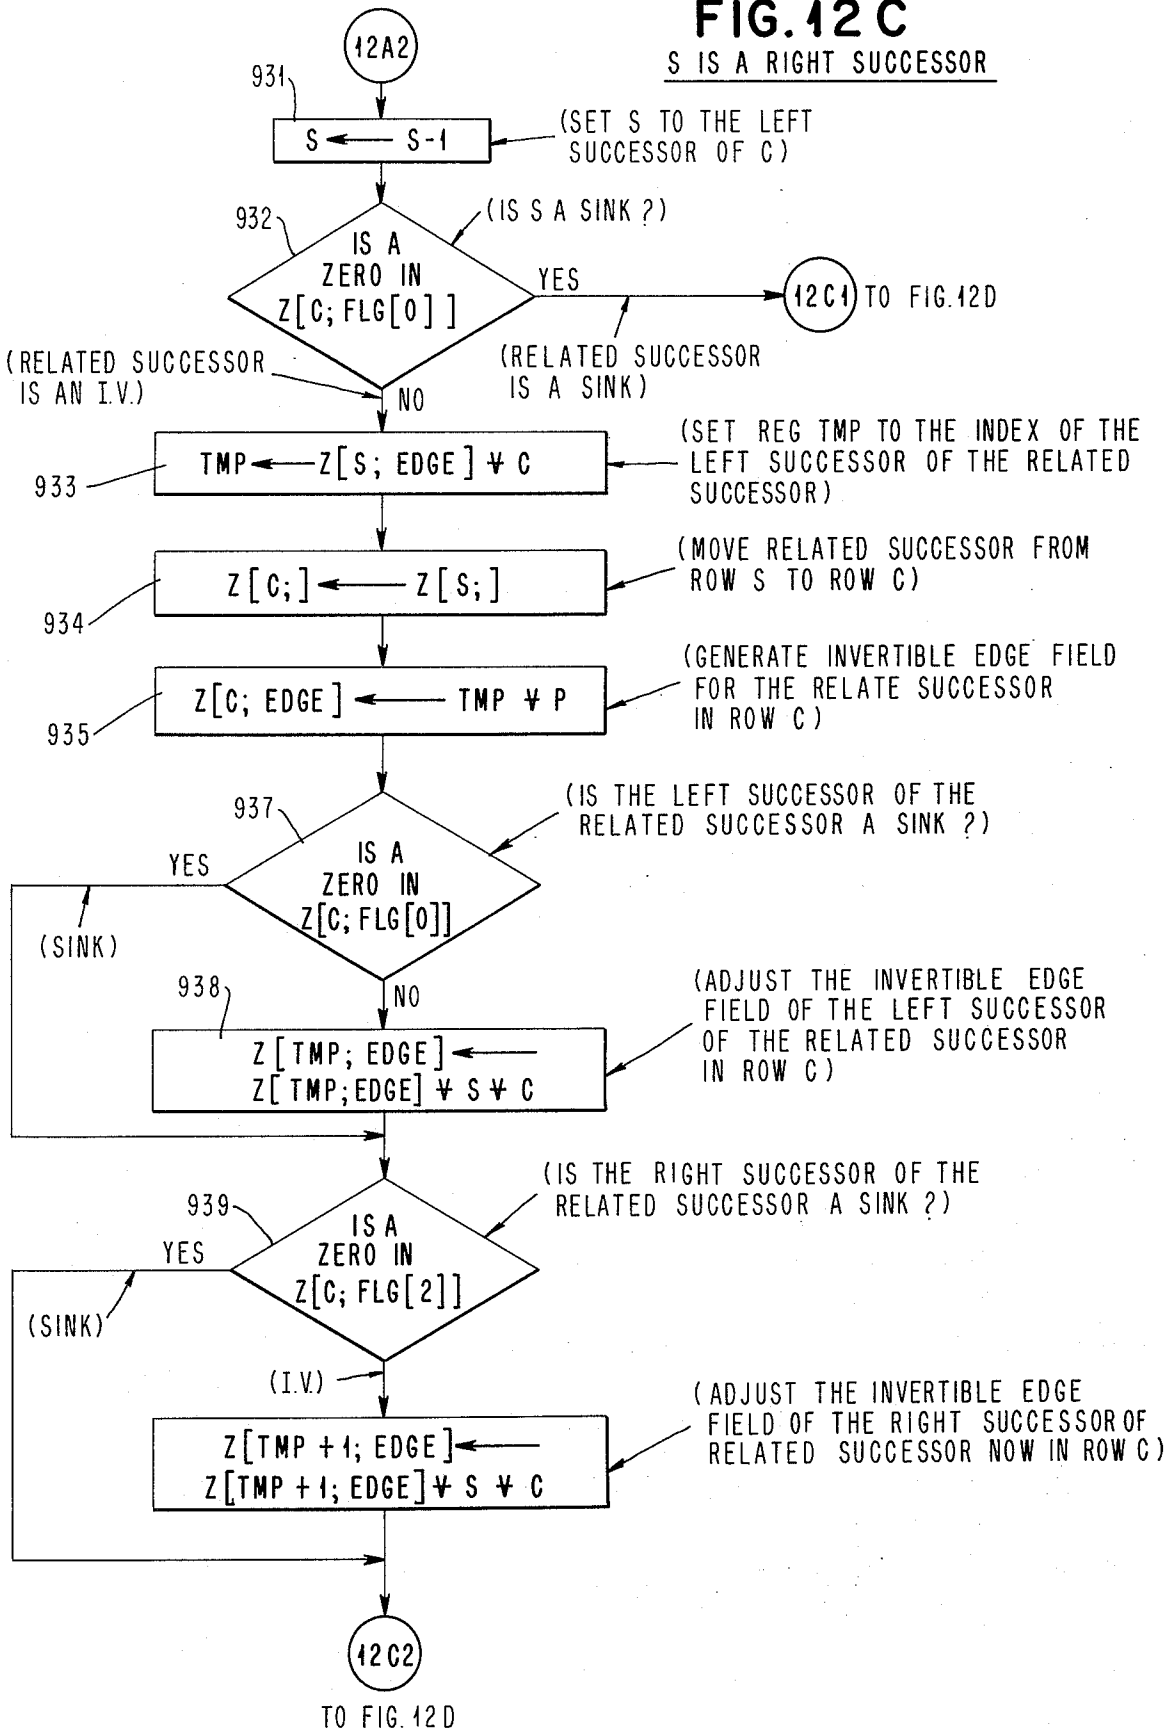 FIG. 12 C
S IS A RIGHT SUCCESSOR
12A2
931
S ← S-1
(SET S TO THE LEFT
SUCCESSOR OF C)
932
(IS S A SINK ?)
IS A
ZERO IN
Z[C; FLG[0] ]
YES
12C1
TO FIG. 12D
(RELATED SUCCESSOR
IS AN I.V.)
(RELATED SUCCESSOR
IS A SINK)
NO
933
TMP ← Z[S; EDGE] ⊻ C
(SET REG TMP TO THE INDEX OF THE
LEFT SUCCESSOR OF THE RELATED
SUCCESSOR)
934
Z[C;] ← Z[S;]
(MOVE RELATED SUCCESSOR FROM
ROW S TO ROW C)
935
Z[C; EDGE] ← TMP ⊻ P
(GENERATE INVERTIBLE EDGE FIELD
FOR THE RELATE SUCCESSOR
IN ROW C)
937
(IS THE LEFT SUCCESSOR OF THE
RELATED SUCCESSOR A SINK ?)
IS A
ZERO IN
Z[C; FLG[0]]
YES
(SINK)
NO
938
Z[TMP; EDGE] ←
Z[TMP; EDGE] ⊻ S ⊻ C
(ADJUST THE INVERTIBLE EDGE
FIELD OF THE LEFT SUCCESSOR
OF THE RELATED SUCCESSOR
IN ROW C)
939
(IS THE RIGHT SUCCESSOR OF THE
RELATED SUCCESSOR A SINK ?)
IS A
ZERO IN
Z[C; FLG[2]]
YES
(SINK)
(I.V.)
Z[TMP + 1; EDGE] ←
Z[TMP + 1; EDGE] ⊻ S ⊻ C
(ADJUST THE INVERTIBLE EDGE
FIELD OF THE RIGHT SUCCESSOR OF
RELATED SUCCESSOR NOW IN ROW C)
12C2
TO FIG. 12D